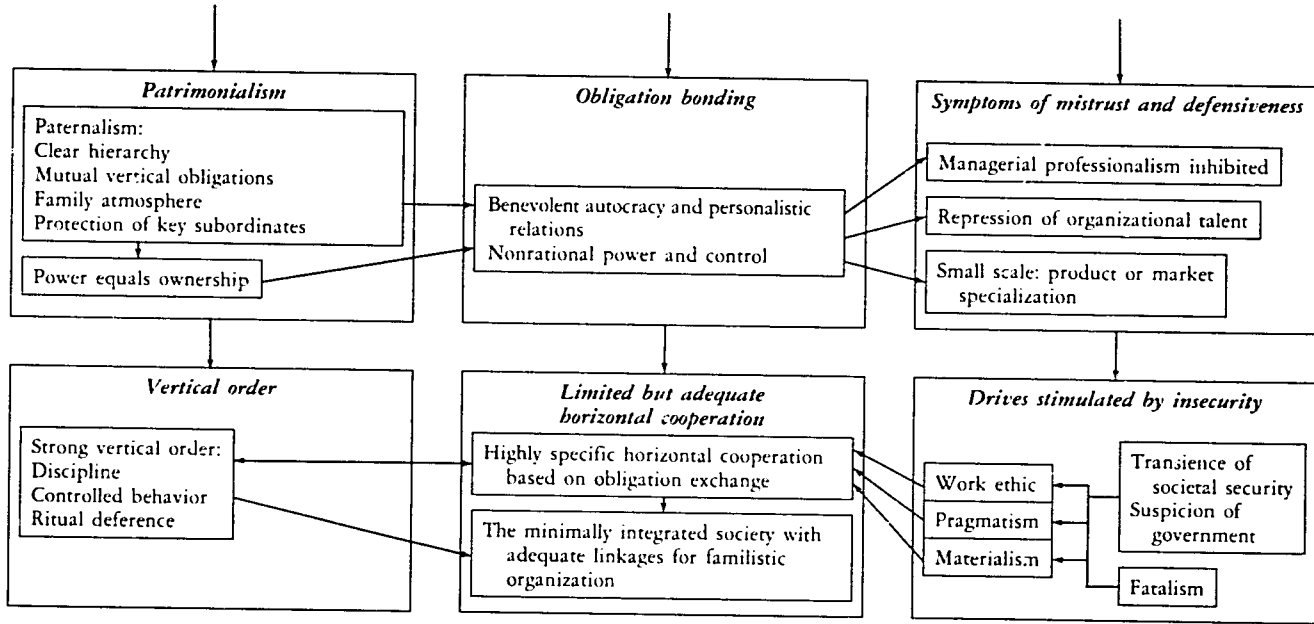 Patrimonialism
Paternalism:
Clear hierarchy
Mutual vertical obligations
Family atmosphere
Protection of key subordinates
Power equals ownership
Obligation bonding
Benevolent autocracy and personalistic
relations
Nonrational power and control
Symptoms of mistrust and defensiveness
Managerial professionalism inhibited
Repression of organizational talent
Small scale: product or market
specialization
Vertical order
Strong vertical order:
Discipline
Controlled behavior
Ritual deference
Limited but adequate
horizontal cooperation
Highly specific horizontal cooperation
based on obligation exchange
The minimally integrated society with
adequate linkages for familistic
organization
Drives stimulated by insecurity
Work ethic
Pragmatism
Materialism
Transience of
societal security
Suspicion of
government
Fatalism